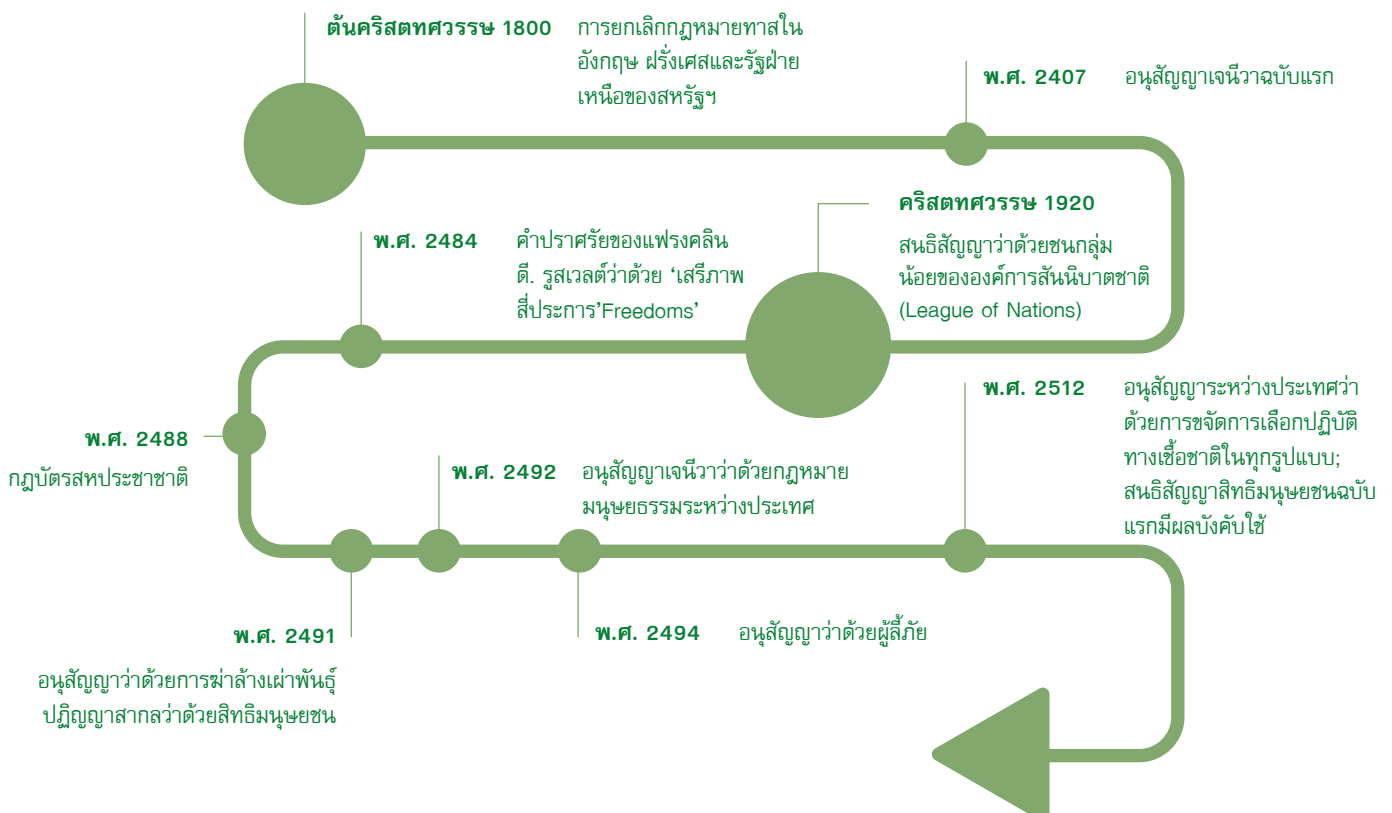 ต้นคริสตทศวรรษ 1800
การยกเลิกกฎหมายทาสใน
อังกฤษ ฝรั่งเศสและรัฐฝ่าย
เหนือของสหรัฐฯ
พ.ศ. 2407
อนุสัญญาเจนีวาฉบับแรก
คริสตทศวรรษ 1920
สนธิสัญญาว่าด้วยชนกลุ่ม
น้อยขององค์การสันนิบาตชาติ
(League of Nations)
พ.ศ. 2484
คำปราศรัยของแฟรงคลิน
ดี. รูสเวลต์ว่าด้วย ‘เสรีภาพ
สี่ประการ’Freedoms’
พ.ศ. 2488
กฎบัตรสหประชาชาติ
พ.ศ. 2491
อนุสัญญาว่าด้วยการฆ่าล้างเผ่าพันธุ์
ปฏิญญาสากลว่าด้วยสิทธิมนุษยชน
พ.ศ. 2492
อนุสัญญาเจนีวาว่าด้วยกฎหมาย
มนุษยธรรมระหว่างประเทศ
พ.ศ. 2494
อนุสัญญาว่าด้วยผู้ลี้ภัย
พ.ศ. 2512
อนุสัญญาระหว่างประเทศว่า
ด้วยการขจัดการเลือกปฏิบัติ
ทางเชื้อชาติในทุกรูปแบบ;
สนธิสัญญาสิทธิมนุษยชนฉบับ
แรกมีผลบังคับใช้